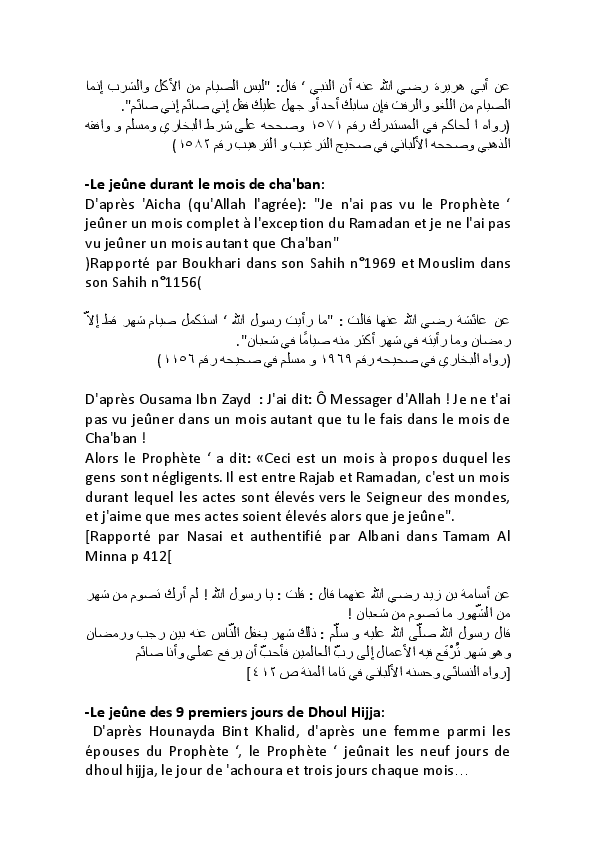 عن أبي هريرة رضي الله عنه أن النبي ‘ قال: "ليس الصيام من الأكل والشرب إنما
الصيام من اللغو والرفث فإن سابك أحد أو جهل عليك فقل إني صائم إني صائم".
(رواه ا لحاكم في المستدرك رقم ١٥٧١ وصححه على شرط البخاري ومسلم و وافقه
الذهبي وصححه الألباني في صحيح الترغيب و الترهيب رقم ١٥٨٢)
-Le jeûne durant le mois de cha'ban:
D'après 'Aicha (qu'Allah l'agrée): "Je n'ai pas vu le Prophète ‘
jeûner un mois complet à l'exception du Ramadan et je ne l'ai pas
vu jeûner un mois autant que Cha'ban"
)Rapporté par Boukhari dans son Sahih n°1969 et Mouslim dans
son Sahih n°1156(
عن عائشة رضي الله عنها قالت : "ما رأيت رسول الله ‘ استكمل صيام شهر قط إلاّ
رمضان وما رأيته في شهر أكثر منه صيامًا في شعبان".
(رواه البخاري في صحيحه رقم ١٩٦٩ و مسلم في صحيحه رقم ١١٥٦)
D'après Ousama Ibn Zayd : J'ai dit: Ô Messager d'Allah ! Je ne t'ai
pas vu jeûner dans un mois autant que tu le fais dans le mois de
Cha'ban !
Alors le Prophète ‘ a dit: «Ceci est un mois à propos duquel les
gens sont négligents. Il est entre Rajab et Ramadan, c'est un mois
durant lequel les actes sont élevés vers le Seigneur des mondes,
et j'aime que mes actes soient élevés alors que je jeûne".
[Rapporté par Nasai et authentifié par Albani dans Tamam Al
Minna p 412[
عن أسامة بن زيد رضي الله عنهما قال : قلت : يا رسول الله ! لم أرك تصوم من شهر
من الشّهور ما تصوم من شعبان !
قال رسول الله صلّى الله عليه و سلّم : ذلك شهر يغفل النّاس عنه بين رجب ورمضان
وهو شهر تُرْفَع فيه الأعمال إلى ربّ العالمين فأحبّ أن يرفع عملي وأنا صائم
[رواه النسائي وحسنه الألباني في تاما المنة ص ٤١٢]
-Le jeûne des 9 premiers jours de Dhoul Hijja:
D'après Hounayda Bint Khalid, d'après une femme parmi les
épouses du Prophète ‘, le Prophète ‘ jeûnait les neuf jours de
dhoul hijja, le jour de 'achoura et trois jours chaque mois…